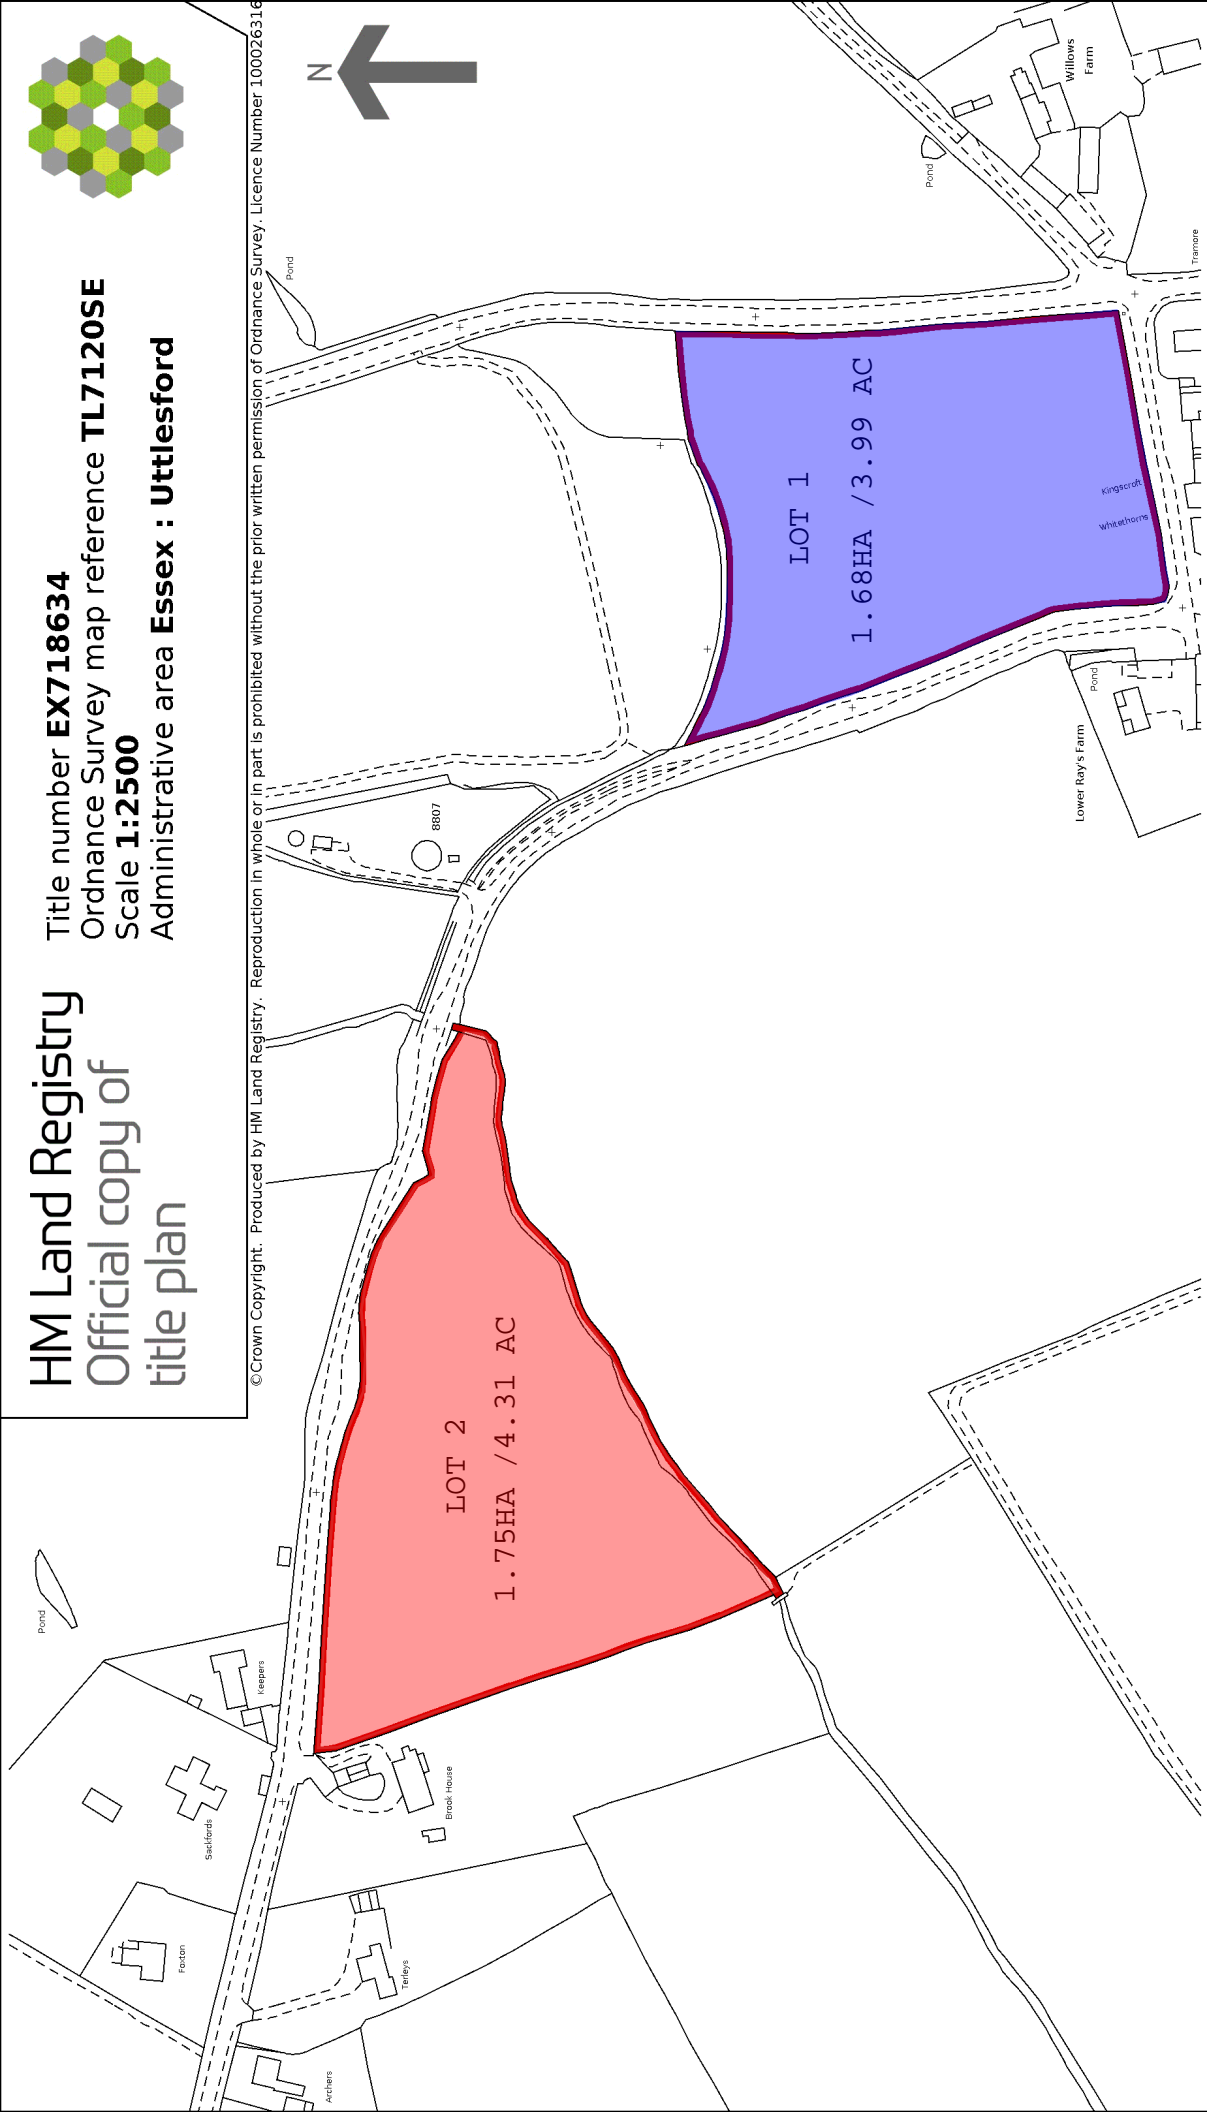 HM Land Registry
Official copy of
title plan
Title number EX718634
Ordnance Survey map reference TL7120SE
Scale 1:2500
Administrative area Essex : Uttlesford
©Crown Copyright. Produced by HM Land Registry. Reproduction in whole or in part is prohibited without the prior written permission of Ordnance Survey. Licence Number 100026316
N
Pond
Pond
Willows
Farm
Tramore
LOT 1
1.68HA /3.99 AC
Kingscroft
Whitethorns
Pond
Lower Ray's Farm
8807
LOT 2
1.75HA /4.31 AC
Pond
Keepers
Sackfords
Brook House
Foxton
Terleys
Archers